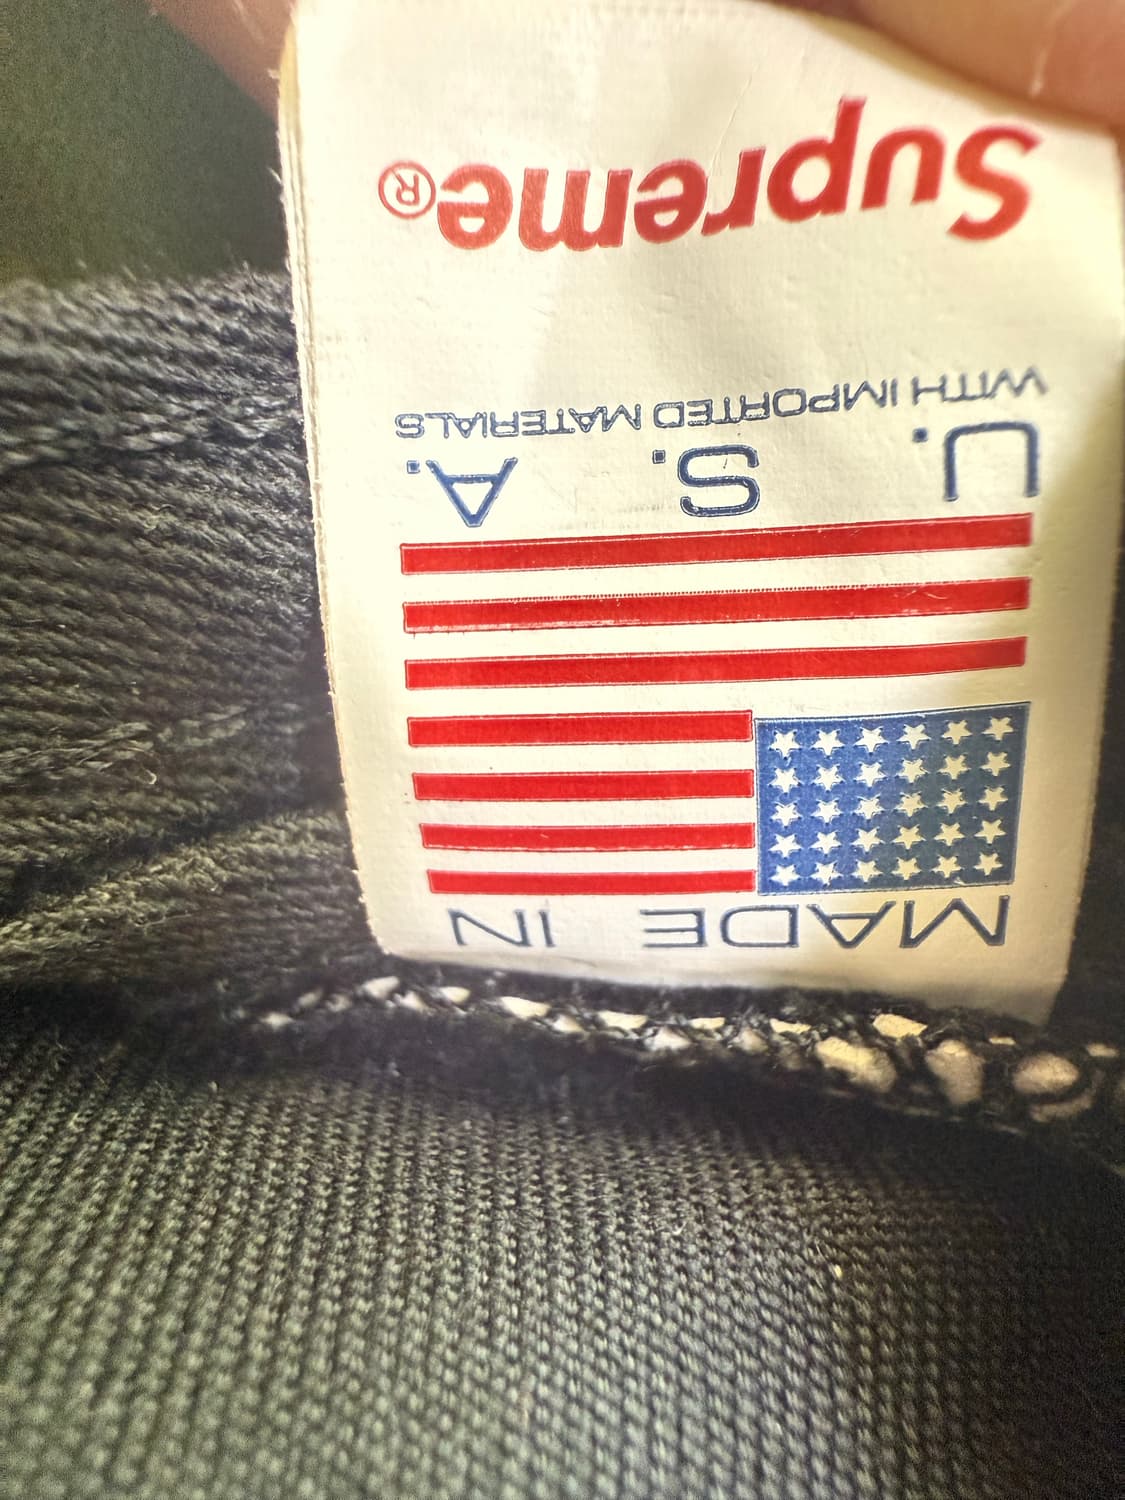 MADE IN
U. S. A.
WITH IMPORTED MATERIALS
Supreme®